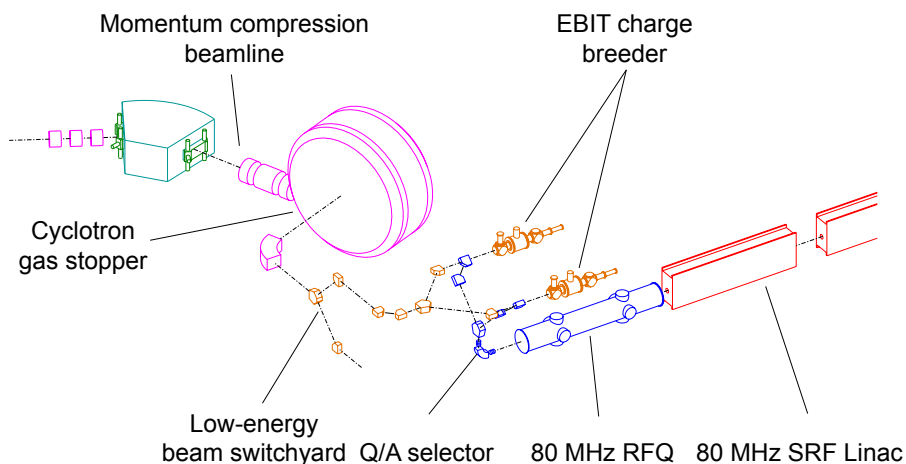 Momentum compression
beamline
EBIT charge
breeder
Cyclotron
gas stopper
Low-energy
beam switchyard
Q/A selector
80 MHz RFQ
80 MHz SRF Linac